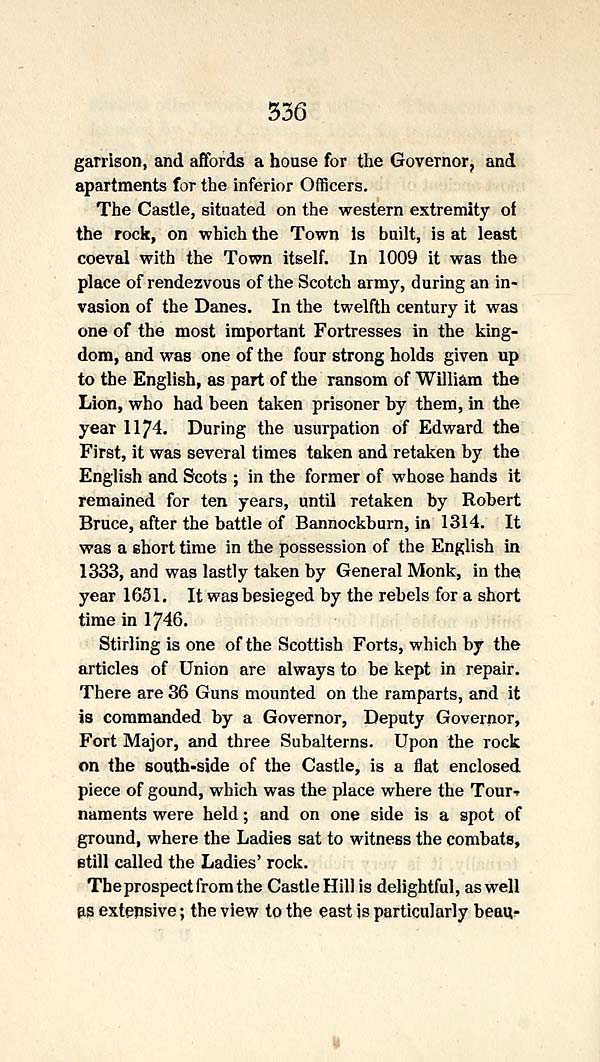 336
garrison, and affords a house for the Governor, and
apartments for the inferior Officers.
The Castle, situated on the western extremity of
the rock, on which the Town is built, is at least
coeval with the Town itself. In 1009 it was the
place of rendezvous of the Scotch army, during an in-
vasion of the Danes. In the twelfth century it was
one of the most important Fortresses in the king-
dom, and was one of the four strong holds given up
to the English, as part of the ransom of William the
Lion, who had been taken prisoner by them, in the
year 1174. During the usurpation of Edward the
First, it was several times taken and retaken by the
English and Scots ; in the former of whose hands it
remained for ten years, until retaken by Robert
Bruce, after the battle of Bannockburn, in 1314. It
was a short time in the possession of the English in
1333, and was lastly taken by General Monk, in the
year 1651. It was besieged by the rebels for a short
time in 1746.
Stirling is one of the Scottish Forts, which by the
articles of Union are always to be kept in repair.
There are 36 Guns mounted on the ramparts, and it
is commanded by a Governor, Deputy Governor,
Fort Major, and three Subalterns. Upon the rock
on the south-side of the Castle, is a flat enclosed
piece of gound, which was the place where the Tour-
naments were held ; and on one side is a spot of
ground, where the Ladies sat to witness the combats,
still called the Ladies' rock.
The prospect from the Castle Hill is delightful, as well
as extensive ; the view to the east is particularly beau-